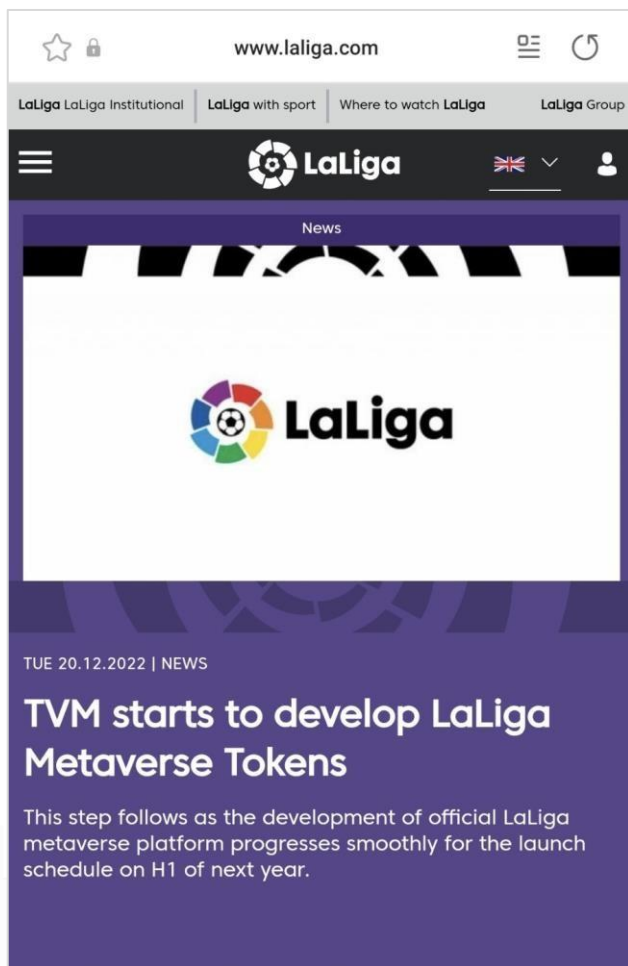 www.laliga.com
LaLiga LaLiga Institutional
LaLiga with sport
Where to watch LaLiga
LaLiga Group
LaLiga
News
LaLiga
TUE 20.12.2022 | NEWS
TVM starts to develop LaLiga
Metaverse Tokens
This step follows as the development of official LaLiga
metaverse platform progresses smoothly for the launch
schedule on H1 of next year.